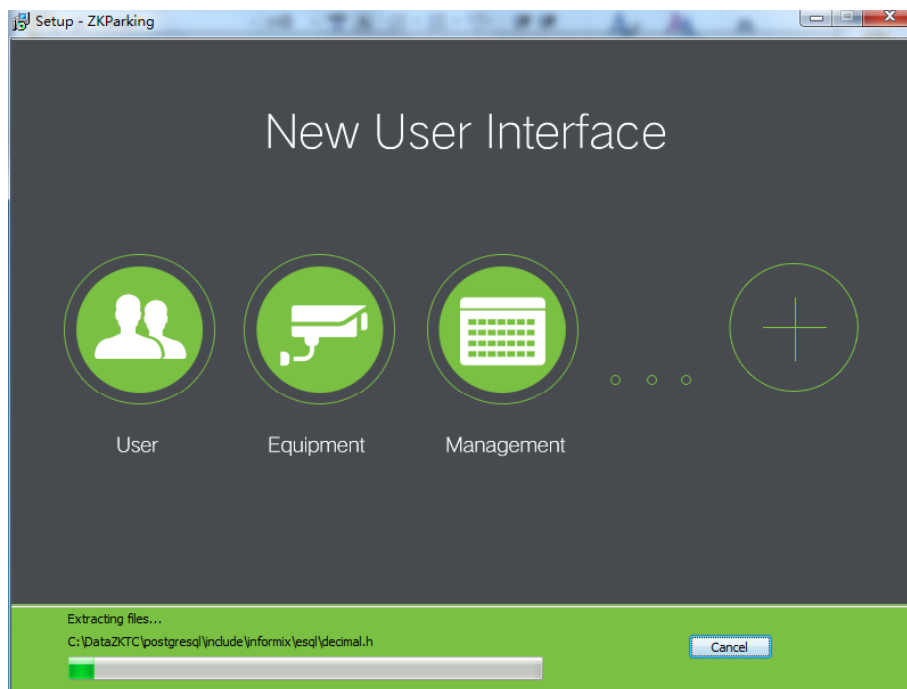 Setup - ZKParking
New User Interface
User
Equipment
Management
Extracting files...
C:\DataZKTC\postgresql\include\informix\esql\decimal.h
Cancel